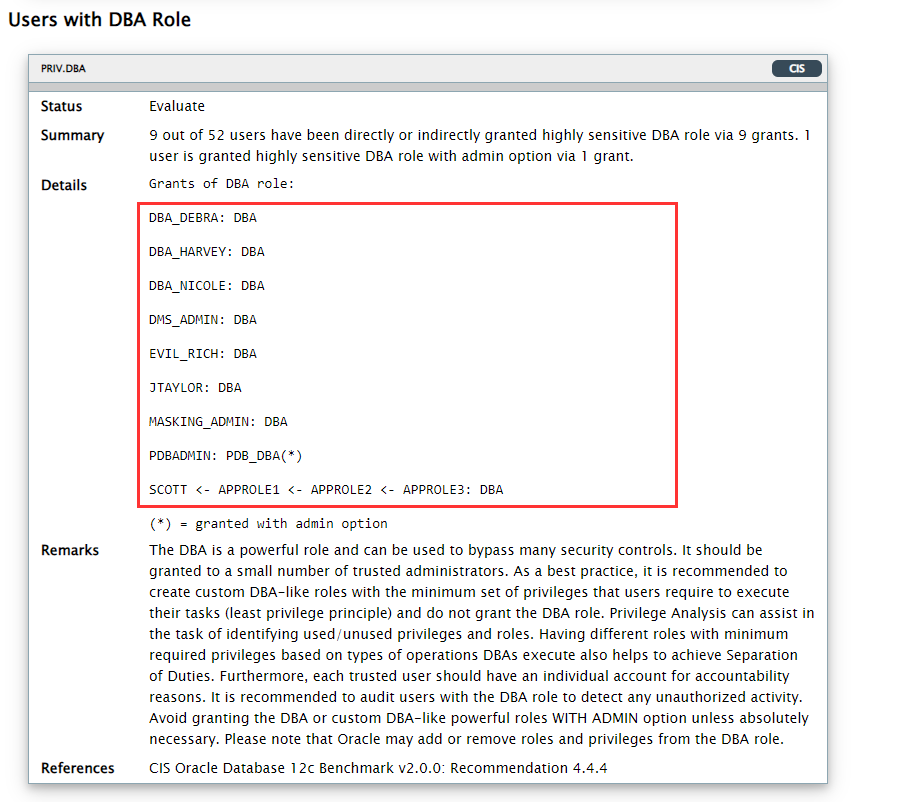 Users with DBA Role
PRIV.DBA
CIS
Status Evaluate
Summary 9 out of 52 users have been directly or indirectly granted highly sensitive DBA role via 9 grants. 1
user is granted highly sensitive DBA role with admin option via 1 grant.
Details Grants of DBA role:
DBA_DEBRA: DBA
DBA_HARVEY: DBA
DBA_NICOLE: DBA
DMS_ADMIN: DBA
EVIL_RICH: DBA
JTAYLOR: DBA
MASKING_ADMIN: DBA
PDBADMIN: PDB_DBA(*)
SCOTT <- APPROLE1 <- APPROLE2 <- APPROLE3: DBA
(*) = granted with admin option
Remarks The DBA is a powerful role and can be used to bypass many security controls. It should be
granted to a small number of trusted administrators. As a best practice, it is recommended to
create custom DBA-like roles with the minimum set of privileges that users require to execute
their tasks (least privilege principle) and do not grant the DBA role. Privilege Analysis can assist in
the task of identifying used/unused privileges and roles. Having different roles with minimum
required privileges based on types of operations DBAs execute also helps to achieve Separation
of Duties. Furthermore, each trusted user should have an individual account for accountability
reasons. It is recommended to audit users with the DBA role to detect any unauthorized activity.
Avoid granting the DBA or custom DBA-like powerful roles WITH ADMIN option unless absolutely
necessary. Please note that Oracle may add or remove roles and privileges from the DBA role.
References CIS Oracle Database 12c Benchmark v2.0.0: Recommendation 4.4.4